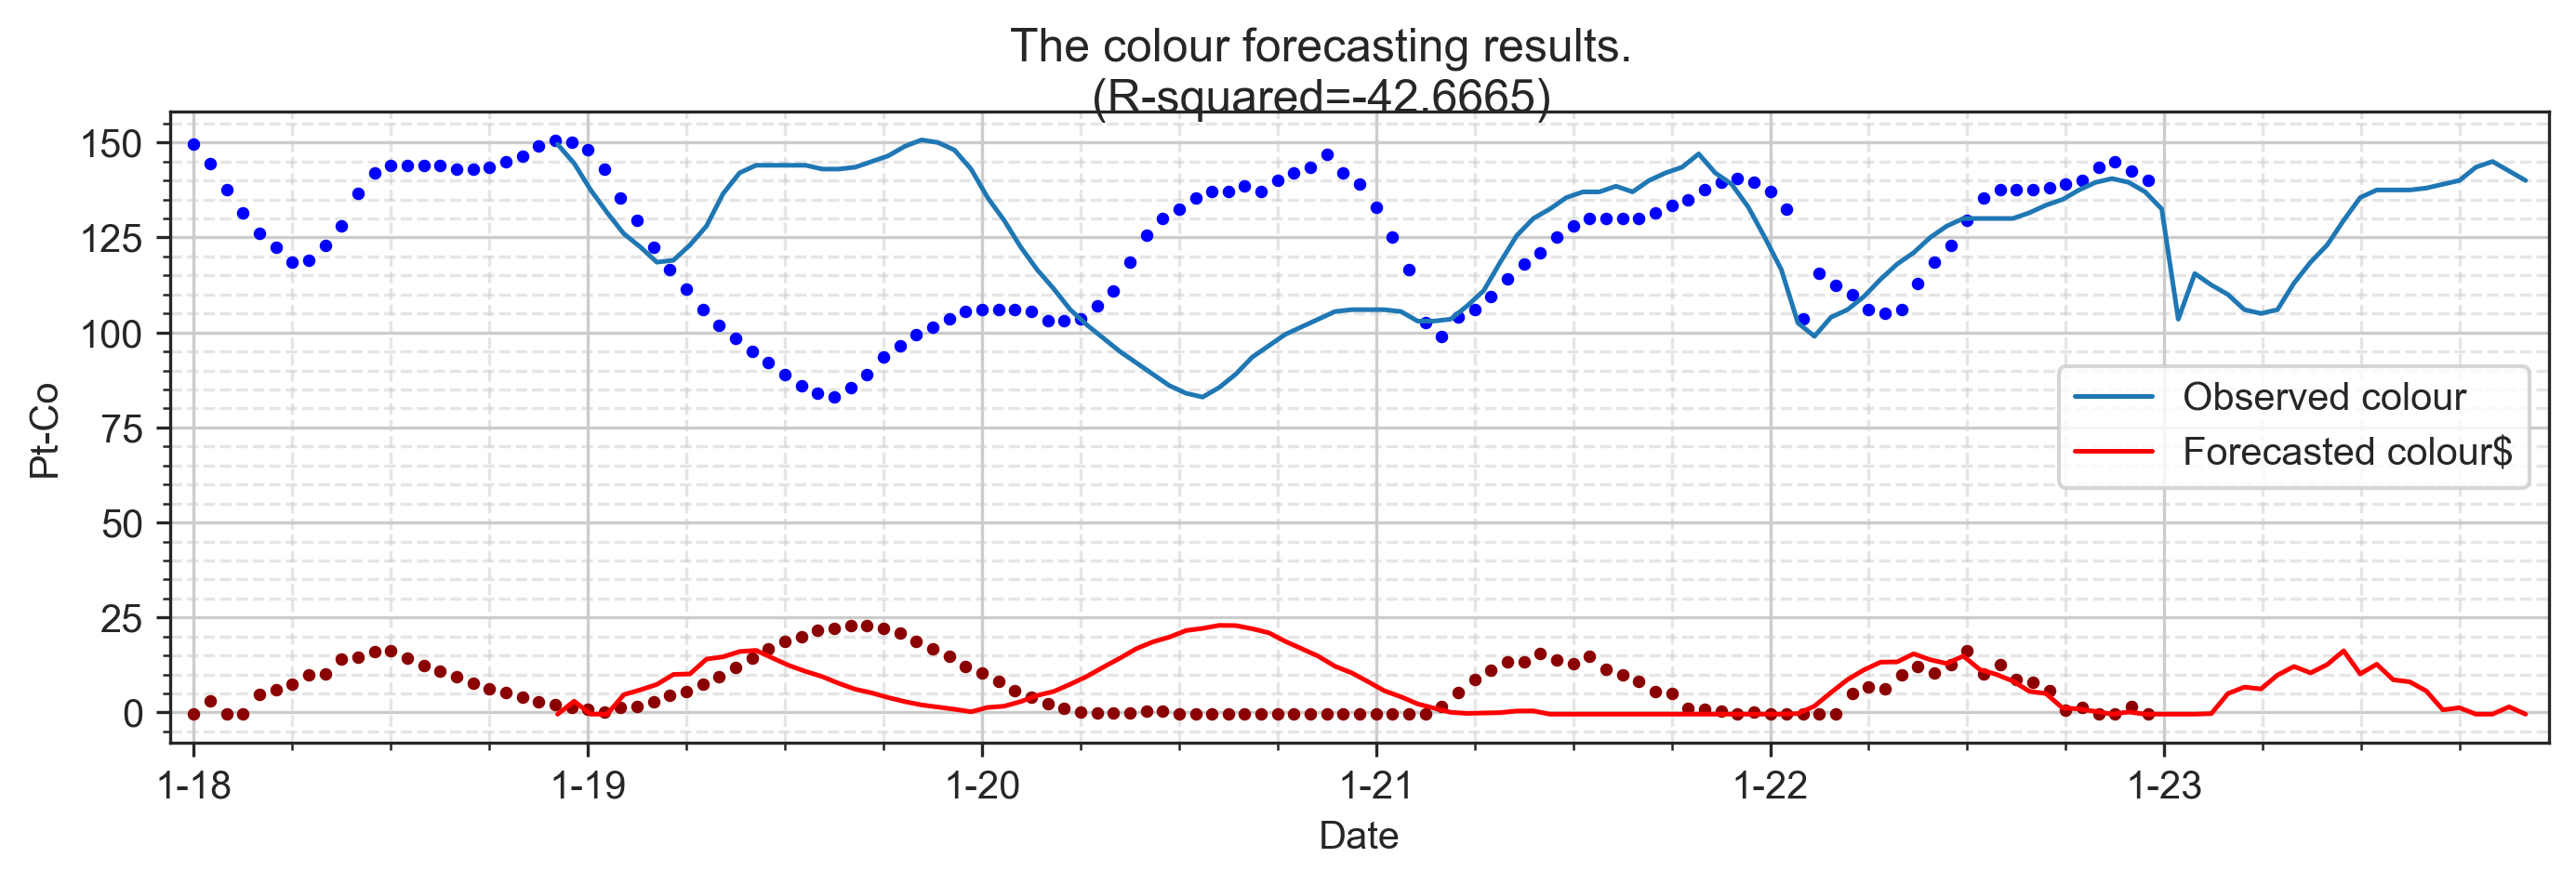 The colour forecasting results.
(R-squared=-42.6665)
150
125
100
75
50
25
0
Pt-Co
Observed colour
Forecasted colour$
1-18 1-19 1-20 1-21 1-22 1-23
Date